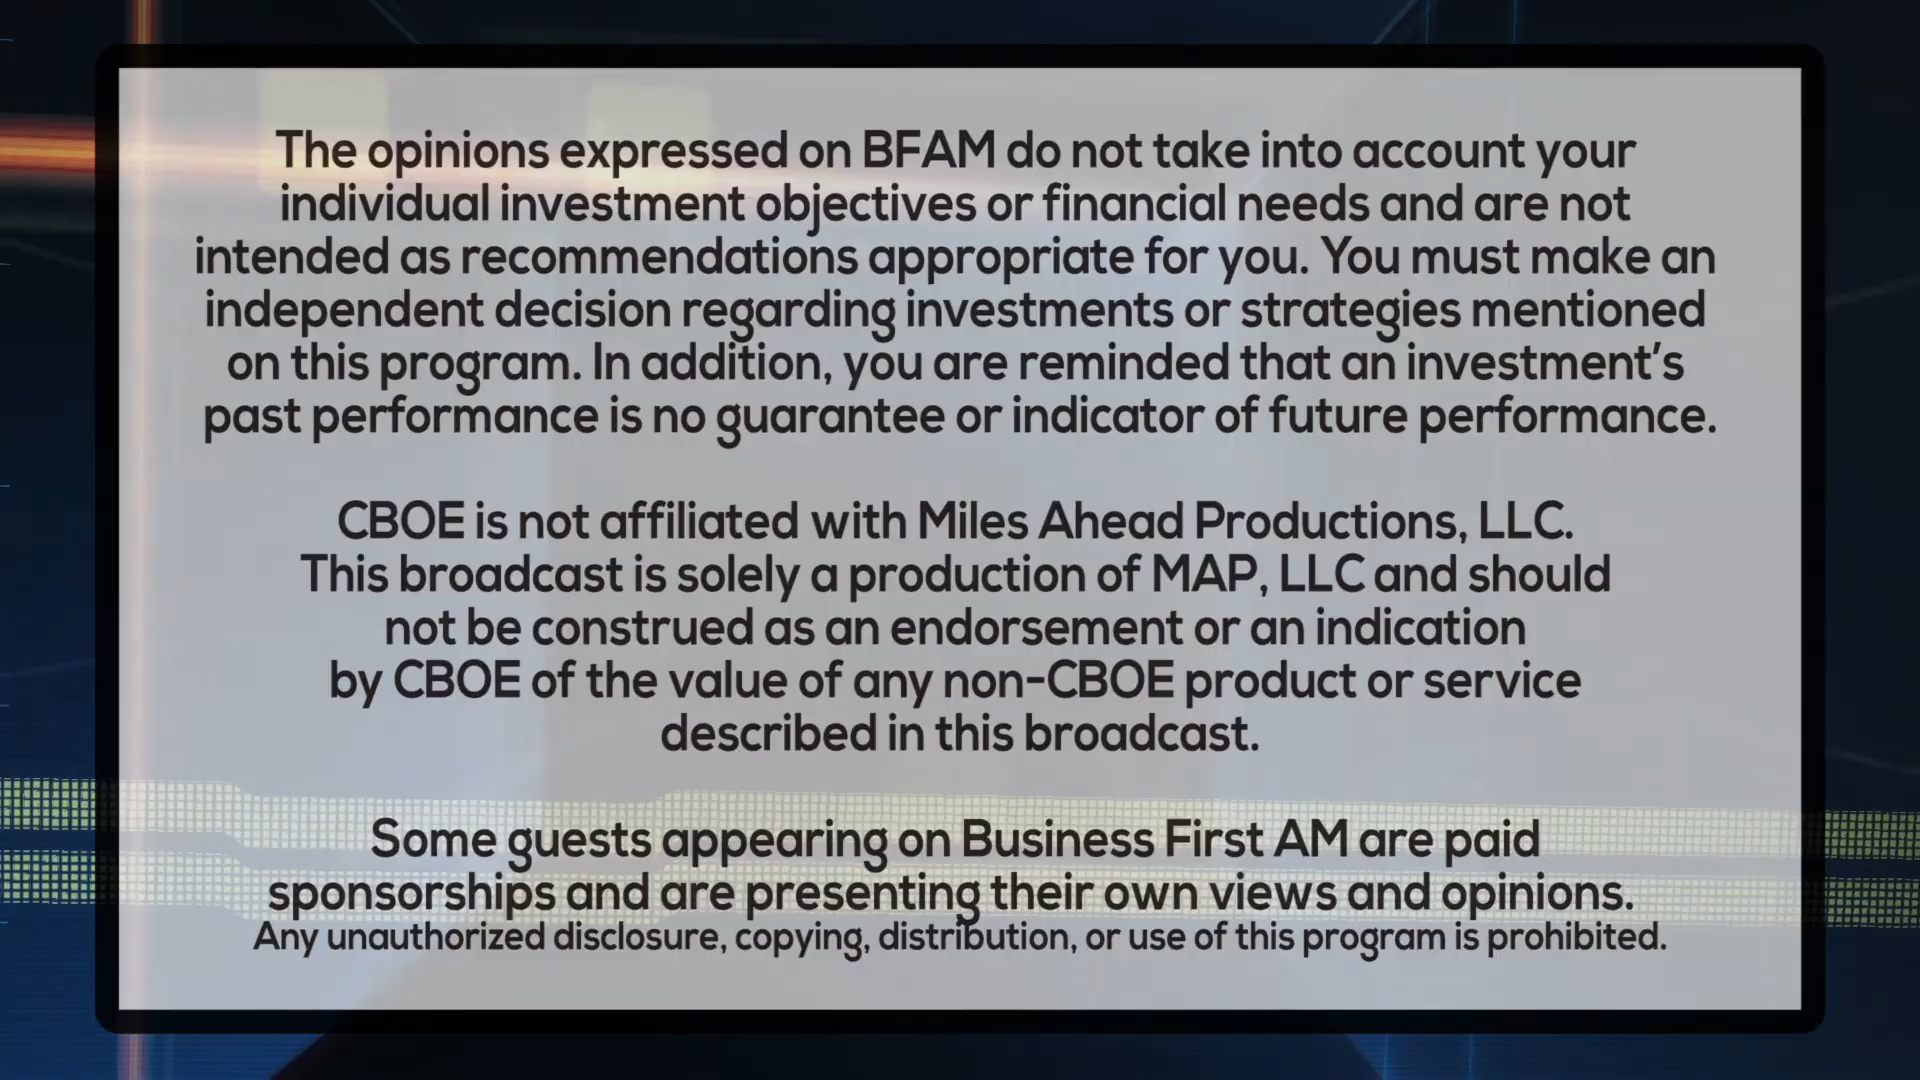 The opinions expressed on BFAM do not take into account your
individual investment objectives or financial needs and are not
intended as recommendations appropriate for you. You must make an
independent decision regarding investments or strategies mentioned
on this program. In addition, you are reminded that an investment’s
past performance is no guarantee or indicator of future performance.
CBOE is not affiliated with Miles Ahead Productions, LLC.
This broadcast is solely a production of MAP, LLC and should
not be construed as an endorsement or an indication
by CBOE of the value of any non-CBOE product or service
described in this broadcast.
Some guests appearing on Business First AM are paid
sponsorships and are presenting their own views and opinions.
Any unauthorized disclosure, copying, distribution, or use of this program is prohibited.